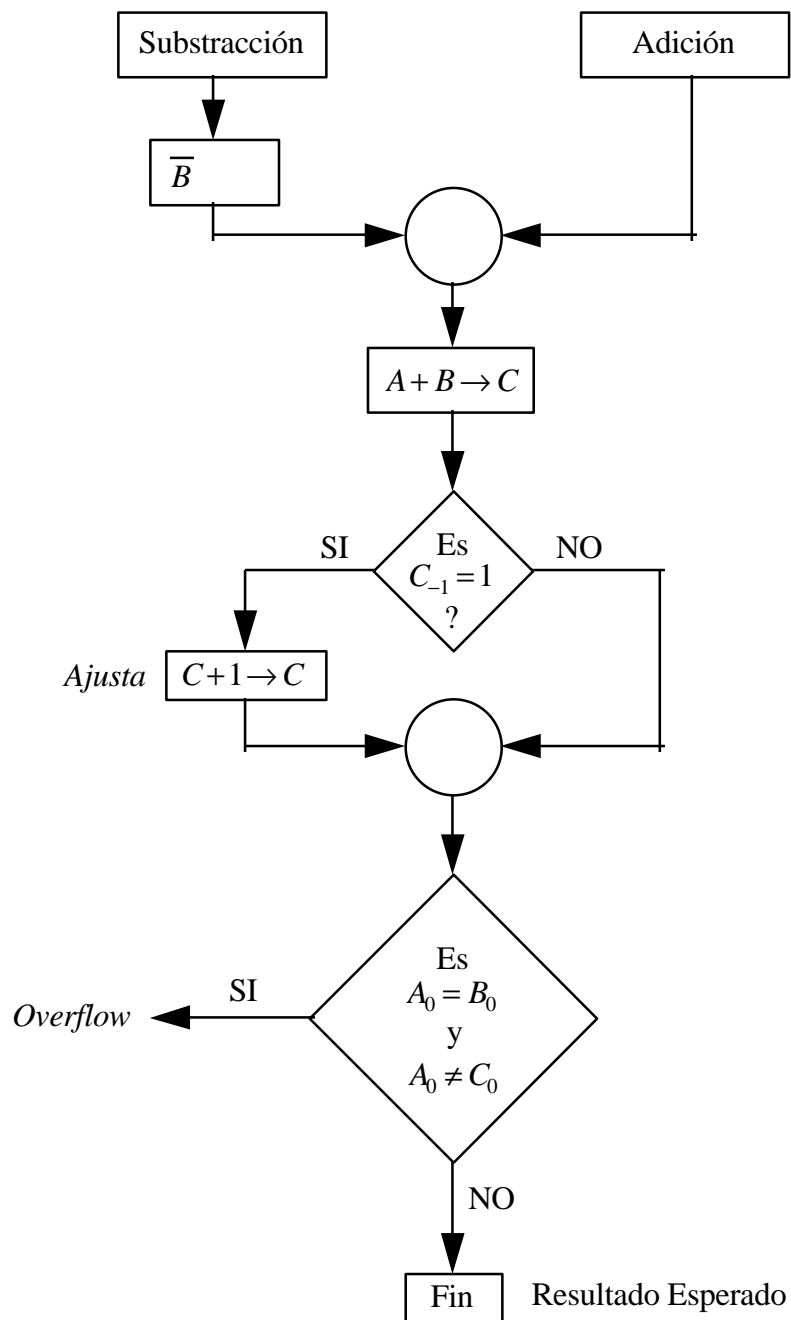 Substracción
Adición
B̅
A + B → C
SI
Es
NO
C₋₁ = 1
?
Ajusta
C + 1 → C
Es
SI
A₀ = B₀
Overflow
y
A₀ ≠ C₀
NO
Fin
Resultado Esperado